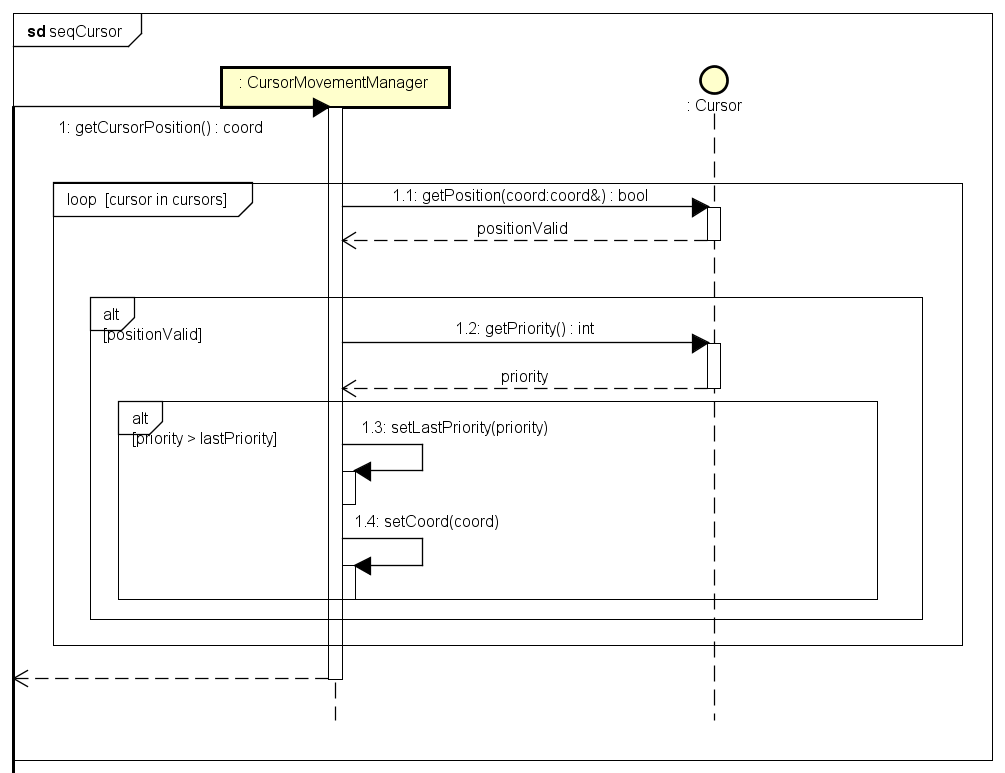 sd seqCursor
: CursorMovementManager
: Cursor
1: getCursorPosition() : coord
loop [cursor in cursors]
1.1: getPosition(coord:coord&) : bool
positionValid
alt
[positionValid]
1.2: getPriority() : int
priority
alt
[priority > lastPriority]
1.3: setLastPriority(priority)
1.4: setCoord(coord)